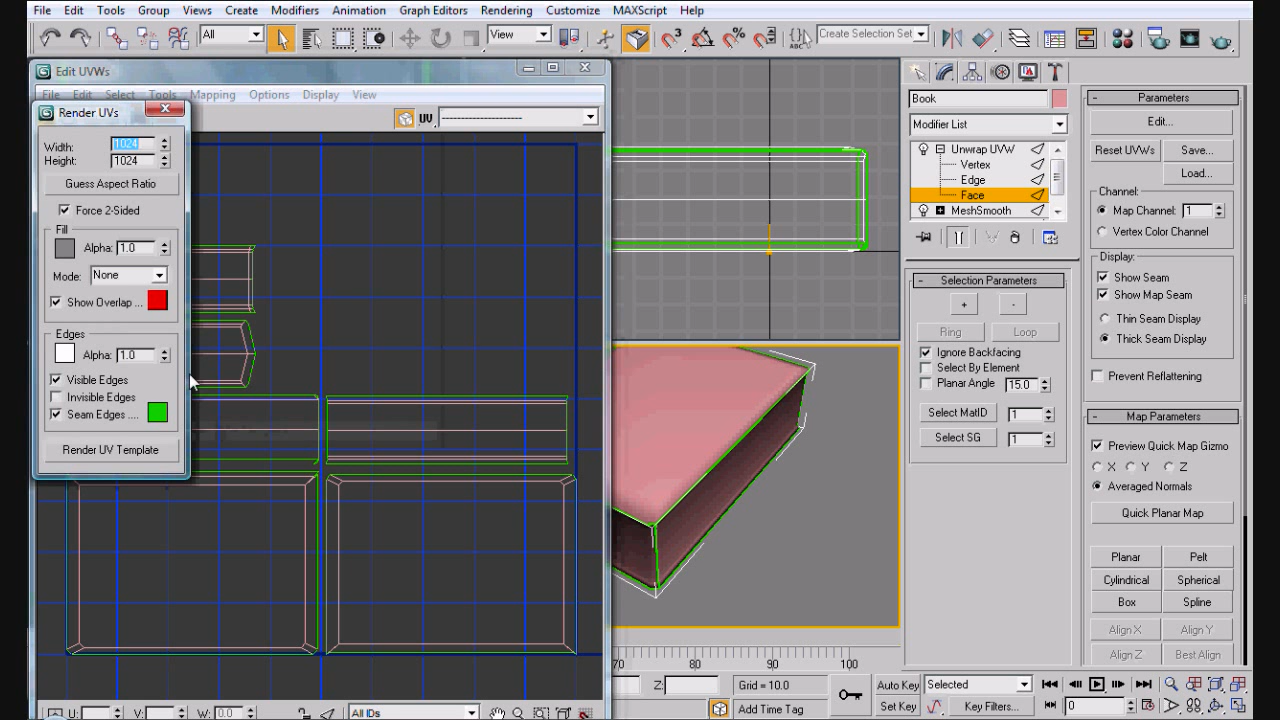 File Edit Tools Group Views Create Modifiers Animation Graph Editors Rendering Customize MAXScript Help
All View 3 % ABC Create Selection Set
Edit UVWs
File Edit Select Tools Mapping Options Display View
Render UVs
UV
Width: 1024
Height: 1024
Guess Aspect Ratio
Force 2-Sided
Fill
Alpha: 1.0
Mode: None
Show Overlap ...
Edges
Alpha: 1.0
Visible Edges
Invisible Edges
Seam Edges ....
Render UV Template
U: V: W: 0.0 All IDs
70 80 90 100
Z: Grid = 10.0
Add Time Tag
Auto Key Selected
Set Key Key Filters... 0
Book
Modifier List
Unwrap UVW
Vertex
Edge
Face
MeshSmooth
- Selection Parameters
+ -
Ring Loop
Ignore Backfacing
Select By Element
Planar Angle 15.0
Select MatID 1
Select SG 1
- Parameters
Edit...
Reset UVWs Save...
Load...
Channel:
Map Channel: 1
Vertex Color Channel
Display:
Show Seam
Show Map Seam
Thin Seam Display
Thick Seam Display
Prevent Reflattening
- Map Parameters
Preview Quick Map Gizmo
X Y Z
Averaged Normals
Quick Planar Map
Planar Pelt
Cylindrical Spherical
Box Spline
Align X Align Y
Align Z Best Align